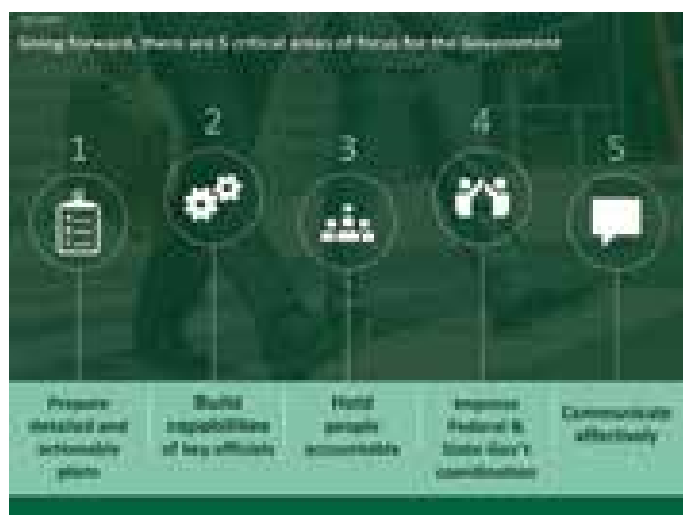 Going forward, there are 5 critical areas of focus for the Government
1
2
3
4
5
Prepare
detailed and
actionable
plans
Build
capabilities
of key officials
Hold
people
accountable
Improve
Federal &
State Gov't
coordination
Communicate
effectively